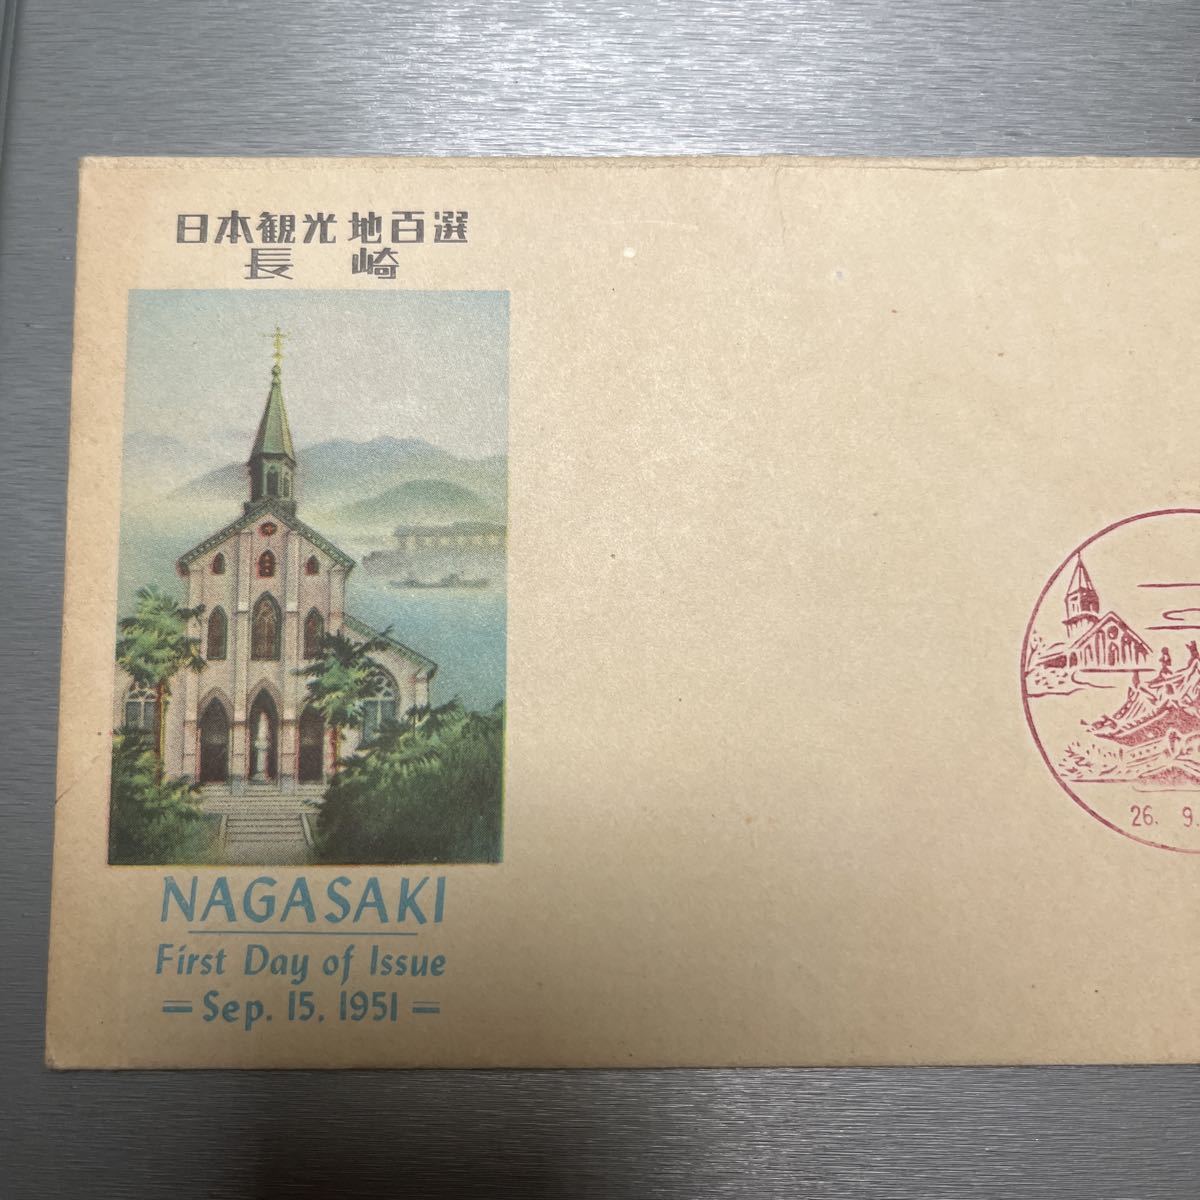 日本観光地百選
長崎
NAGASAKI
First Day of Issue
Sep. 15. 1951
26. 9.